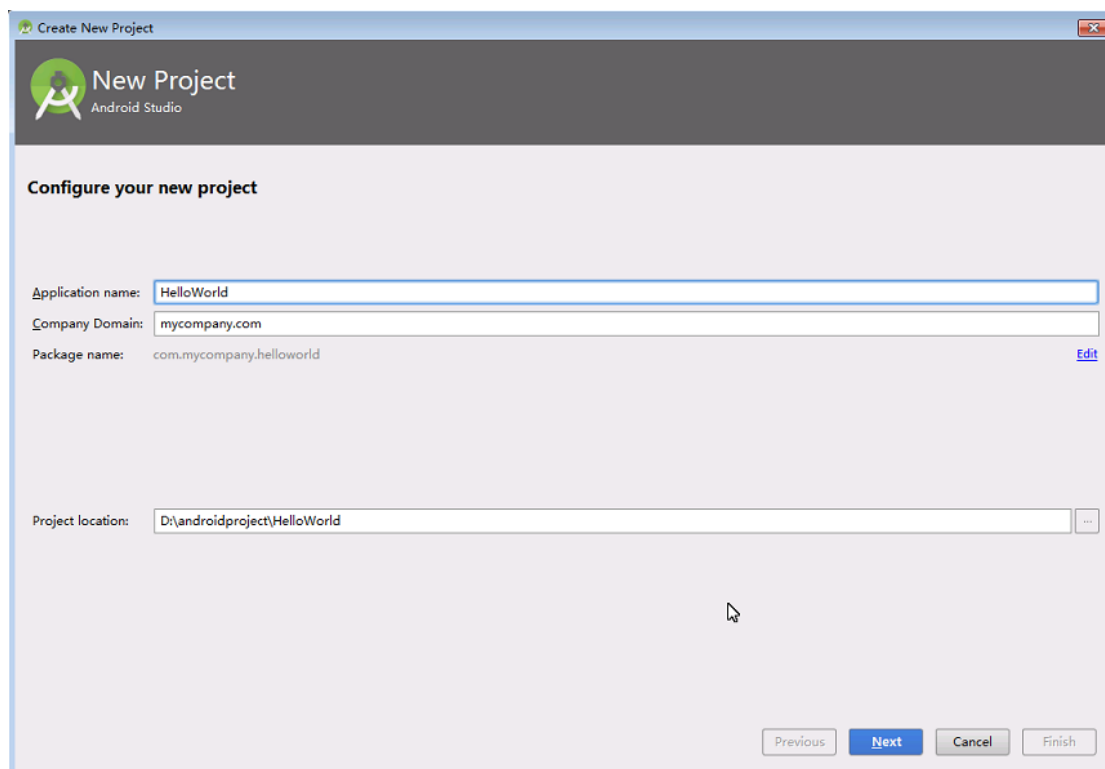 Create New Project
New Project
Android Studio
Configure your new project
Application name: HelloWorld
Company Domain: mycompany.com
Package name: com.mycompany.helloworld Edit
Project location: D:\androidproject\HelloWorld ...
Previous Next Cancel Finish